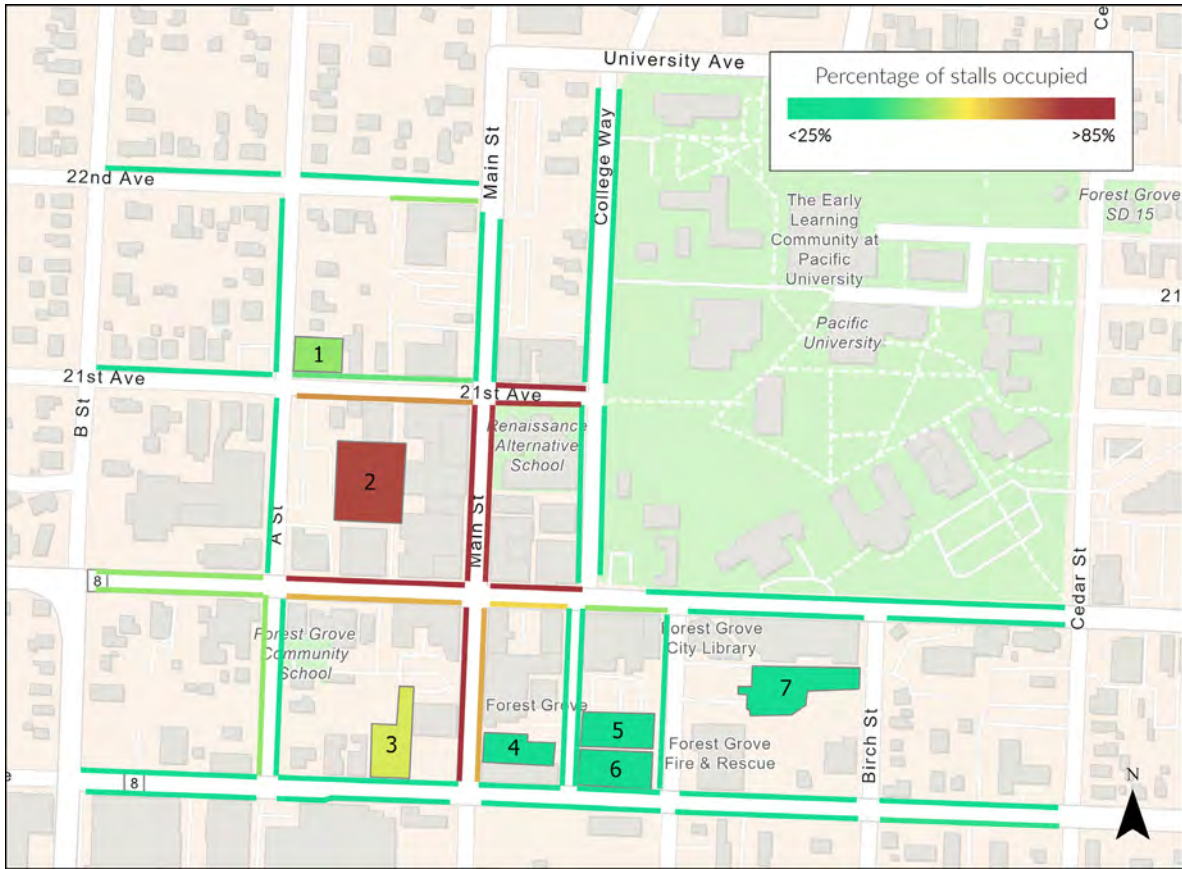 University Ave
Ce
Percentage of stalls occupied
<25%
>85%
Main St
College Way
22nd Ave
The Early
Learning
Community at
Pacific
University
Forest Grove
SD 15
21
Pacific
University
1
21st Ave
21st Ave
B St
Renaissance
Alternative
School
2
A St
Main St
8
Cedar St
Forest Grove
Community
School
Forest Grove
City Library
Forest Grove
7
5
3
4
6
Forest Grove
Fire & Rescue
Birch St
8
e
N